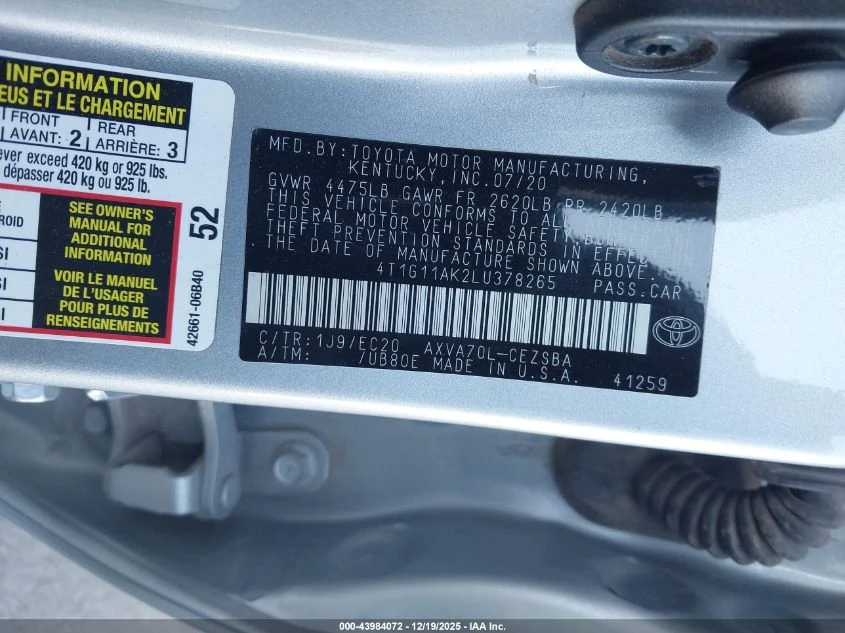 INFORMATION
EUS ET LE CHARGEMENT
FRONT
AVANT: 2
REAR
ARRIÈRE: 3
ever exceed 420 kg or 925 lbs.
dépasser 420 kg ou 925 lb.
SEE OWNER'S
MANUAL FOR
ADDITIONAL
INFORMATION
VOIR LE MANUEL
DE L'USAGER
POUR PLUS DE
RENSEIGNEMENTS
52
42661-06B40
MFD.BY:TOYOTA MOTOR MANUFACTURING,
KENTUCKY,INC.07/20
GVWR 4475LB GAWR FR 2620LB RR 2420LB
THIS VEHICLE CONFORMS TO ALL
FEDERAL MOTOR VEHICLE SAFETY, AND
THEFT PREVENTION STANDARDS IN EFFECT ON
THE DATE OF MANUFACTURE SHOWN ABOVE.
4T1G11AK2LU378265 PASS.CAR
C/TR:1J9/EC20 AXVA70L-CEZSBA
A/TM: /UB80E MADE IN U.S.A. 41259
000-43984072 - 12/19/2025 - IAA Inc.